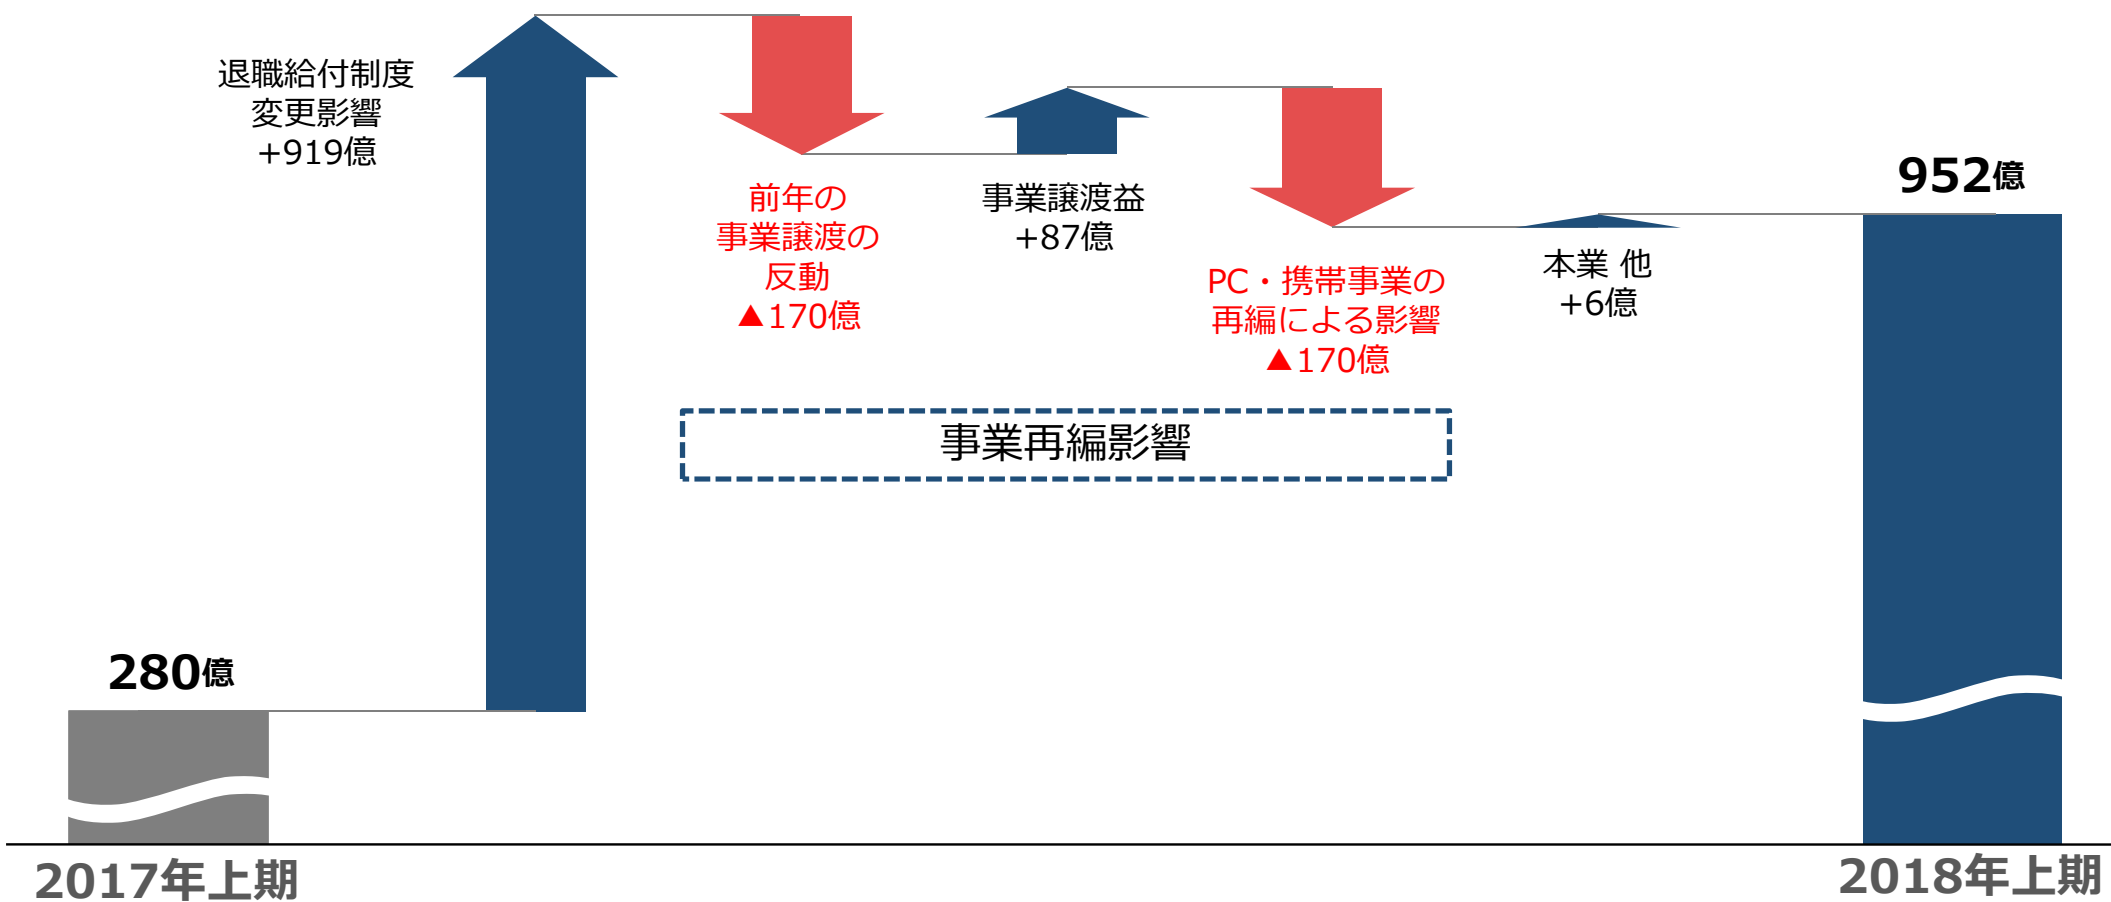 退職給付制度
変更影響
+919億
前年の
事業譲渡の
反動
▲170億
事業譲渡益
+87億
PC・携帯事業の
再編による影響
▲170億
本業 他
+6億
952億
事業再編影響
280億
2017年上期
2018年上期